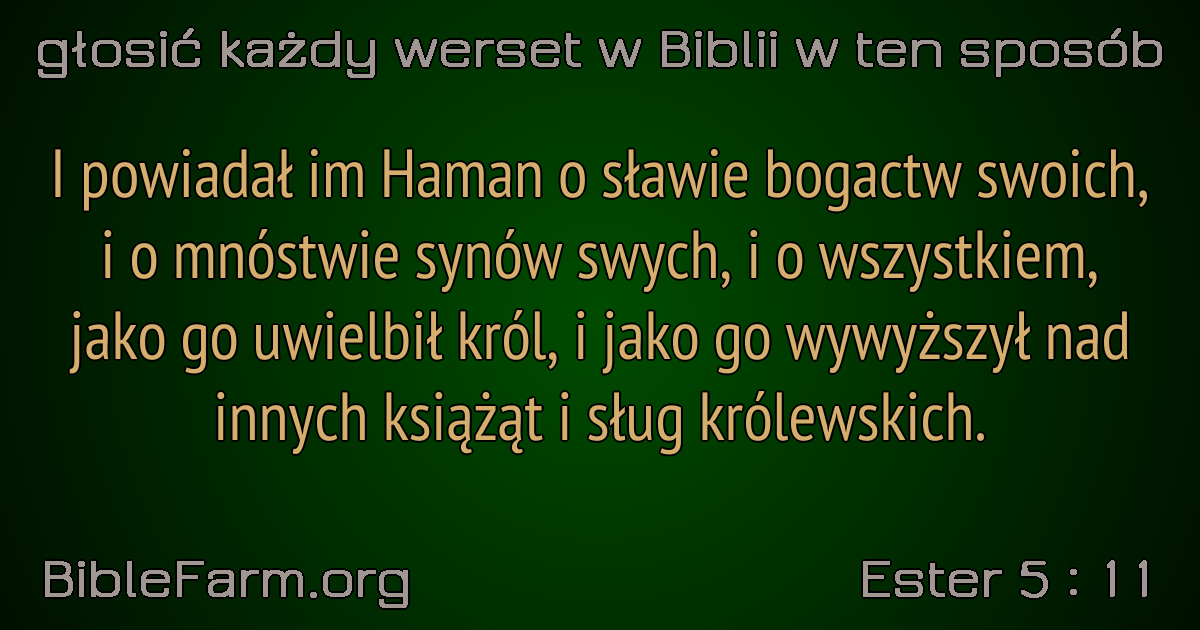 głosić każdy werset w Biblii w ten sposób
I powiadał im Haman o sławie bogactw swoich,
i o mnóstwie synów swych, i o wszystkiem,
jako go uwielbił król, i jako go wywyższył nad
innych książąt i sług królewskich.
BibleFarm.org
Ester 5 : 11